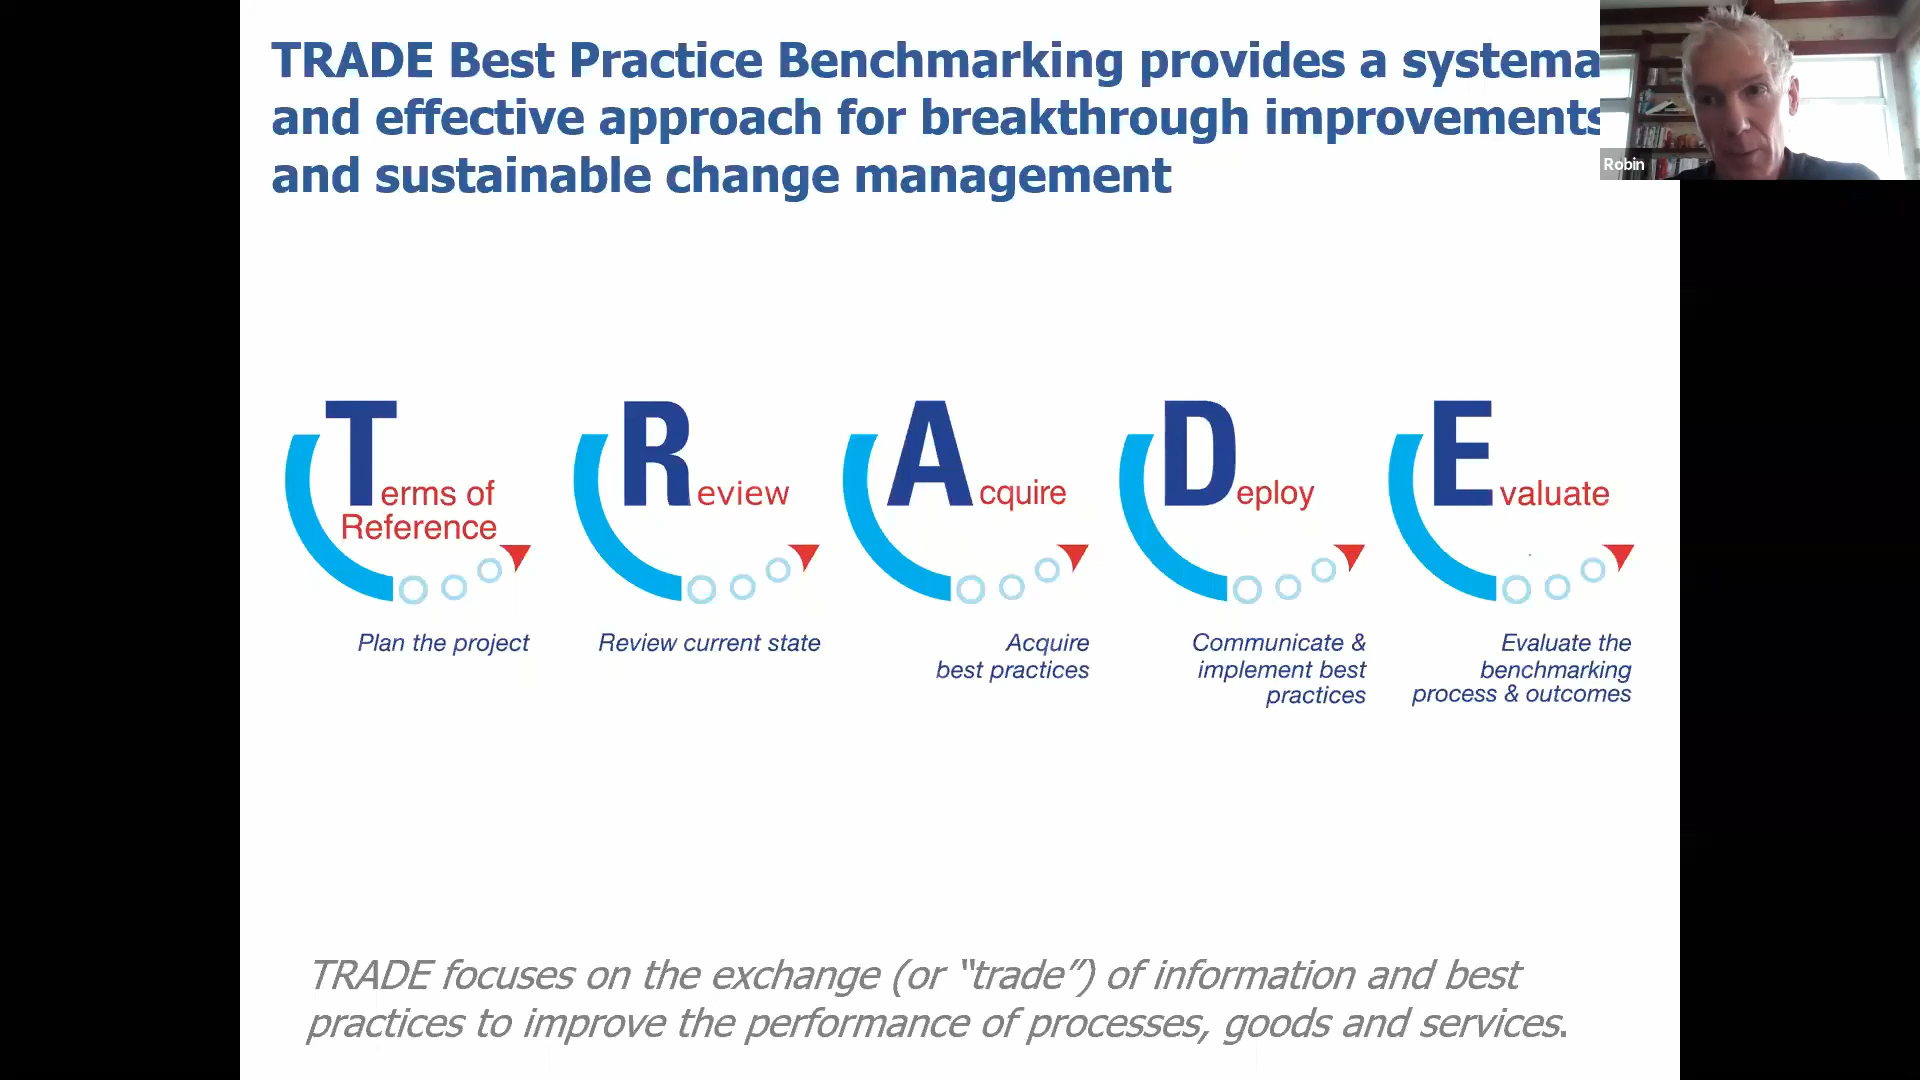 TRADE Best Practice Benchmarking provides a systema
and effective approach for breakthrough improvements
and sustainable change management
Robin
Terms of
Reference
Review
Acquire
Deploy
Evaluate
Plan the project
Review current state
Acquire
best practices
Communicate &
implement best
practices
Evaluate the
benchmarking
process & outcomes
TRADE focuses on the exchange (or “trade”) of information and best
practices to improve the performance of processes, goods and services.